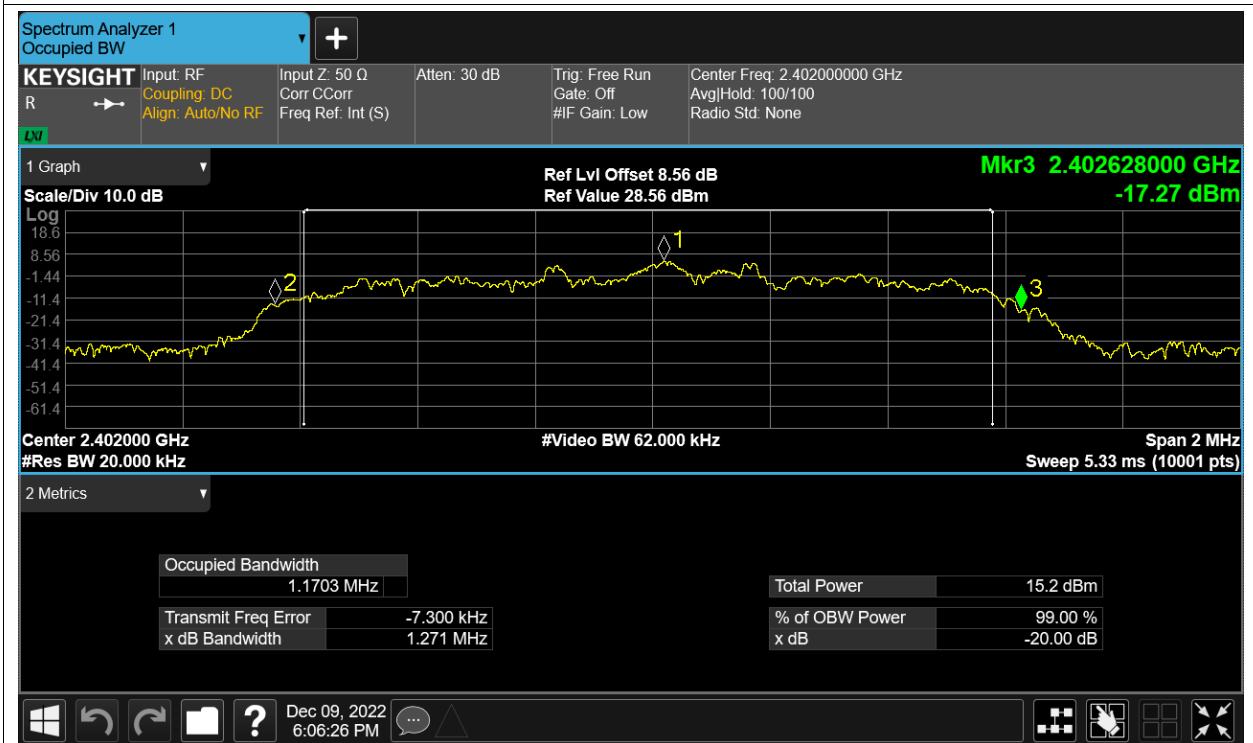 Spectrum Analyzer 1
Occupied BW
KEYSIGHT Input: RF Input Z: 50 Ω Atten: 30 dB Trig: Free Run Center Freq: 2.402000000 GHz
R Coupling: DC Corr CCorr Gate: Off Avg|Hold: 100/100
Align: Auto/No RF Freq Ref: Int (S) #IF Gain: Low Radio Std: None
LXI
1 Graph Ref Lvl Offset 8.56 dB Mkr3 2.402628000 GHz
Scale/Div 10.0 dB Ref Value 28.56 dBm -17.27 dBm
Log
18.6
8.56
-1.44
-11.4
-21.4
-31.4
-41.4
-51.4
-61.4
1
2
3
Center 2.402000 GHz #Video BW 62.000 kHz Span 2 MHz
#Res BW 20.000 kHz Sweep 5.33 ms (10001 pts)
2 Metrics
Occupied Bandwidth
1.1703 MHz Total Power 15.2 dBm
Transmit Freq Error -7.300 kHz % of OBW Power 99.00 %
x dB Bandwidth 1.271 MHz x dB -20.00 dB
? Dec 09, 2022
6:06:26 PM